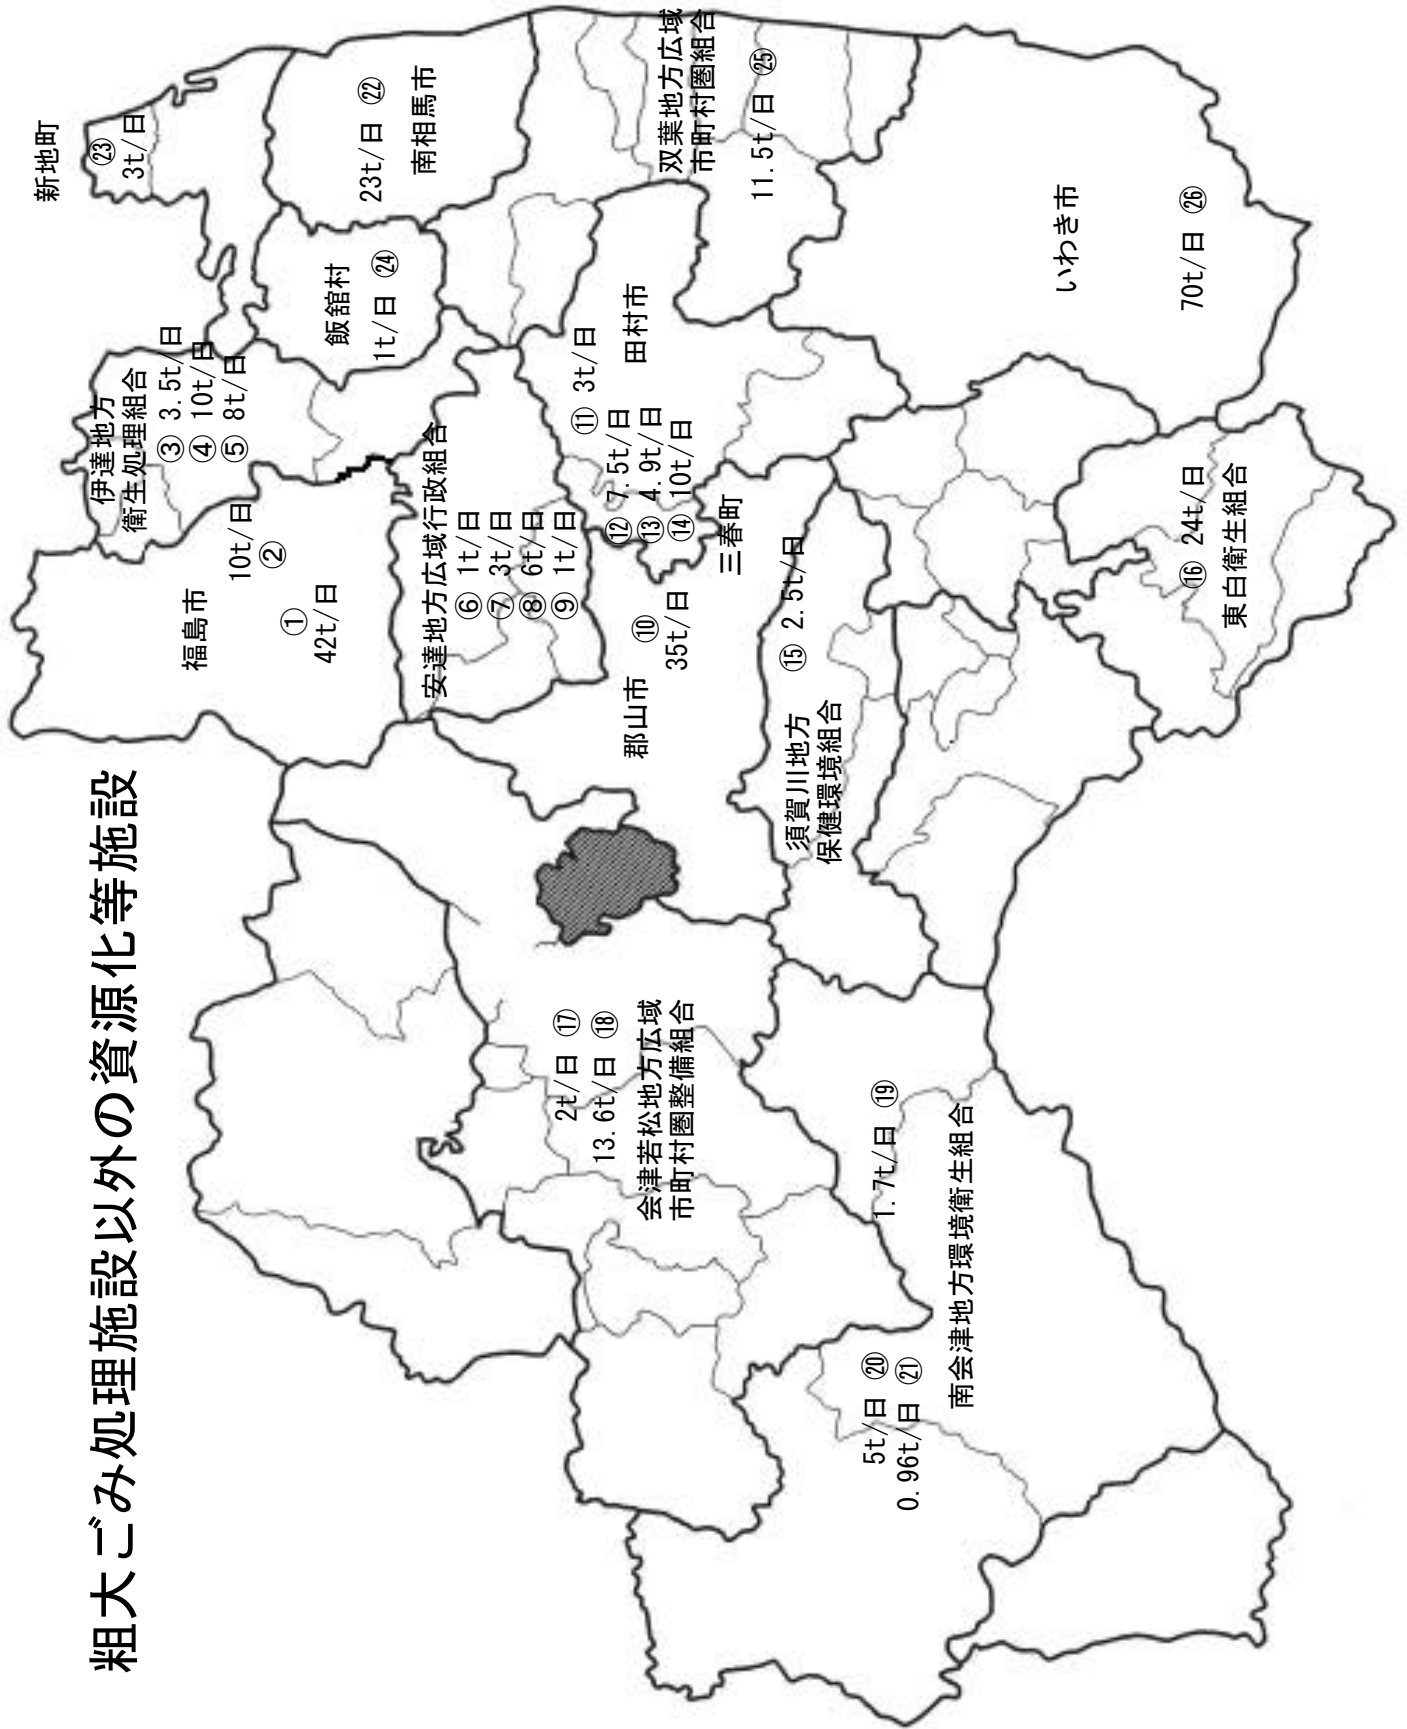 粗大ごみ処理施設以外の資源化等施設
福島市
10t/日
②
①
42t/日
伊達地方
衛生処理組合
③ 3.5t/日
④ 10t/日
⑤ 8t/日
新地町
㉓
3t/日
23t/日 ㉒
南相馬市
飯舘村
1t/日 ㉔
安達地方広域行政組合
⑥ 1t/日
⑦ 3t/日
⑧ 6t/日
⑨ 1t/日
⑪ 3t/日
田村市
⑫ 7.5t/日
⑬ 4.9t/日
⑭ 10t/日
三春町
双葉地方広域
市町村圏組合
11.5t/日 ㉕
郡山市
⑩
35t/日
⑮ 2.5t/日
須賀川地方
保健環境組合
いわき市
70t/日 ㉖
⑯ 24t/日
東白衛生組合
2t/日 ⑰
13.6t/日 ⑱
会津若松地方広域
市町村圏整備組合
1.7t/日 ⑲
南会津地方環境衛生組合
5t/日 ⑳
0.96t/日 ㉑